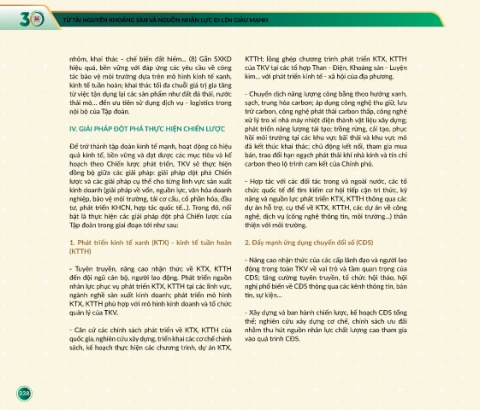 30
TỪ TÀI NGUYÊN KHOÁNG SẢN VÀ NGUỒN NHÂN LỰC ĐI LÊN GIÀU MẠNH
nhôm, khai thác - chế biến đất hiếm... (8) Gắn SXKD
hiệu quả, bền vững với đáp ứng các yêu cầu về công
tác bảo vệ môi trường dựa trên mô hình kinh tế xanh,
kinh tế tuần hoàn; khai thác tối đa chuỗi giá trị gia tăng
từ việc tận dụng lại các sản phẩm như đất đá thải, nước
thải mỏ... đến ưu tiên sử dụng dịch vụ - logistics trong
nội bộ của Tập đoàn.
IV. GIẢI PHÁP ĐỘT PHÁ THỰC HIỆN CHIẾN LƯỢC
Để trở thành tập đoàn kinh tế mạnh, hoạt động có hiệu
quả kinh tế, bền vững và đạt được các mục tiêu và kế
hoạch theo Chiến lược phát triển, TKV sẽ thực hiện
đồng bộ giữa các giải pháp: giải pháp đột phá Chiến
lược và các giải pháp cụ thể cho từng lĩnh vực sản xuất
kinh doanh (giải pháp về vốn, nguồn lực, văn hóa doanh
nghiệp, bảo vệ môi trường, tái cơ cấu, cổ phần hóa, đầu
tư, phát triển KHCN, hợp tác quốc tế...). Trong đó, nổi
bật là thực hiện các giải pháp đột phá Chiến lược của
Tập đoàn trong giai đoạn tới như sau:
1. Phát triển kinh tế xanh (KTX) - kinh tế tuần hoàn
(KTTH)
- Tuyên truyền, nâng cao nhận thức về KTX, KTTH
đến đội ngũ cán bộ, người lao động. Phát triển nguồn
nhân lực phục vụ phát triển KTX, KTTH tại các lĩnh vực,
ngành nghề sản xuất kinh doanh; phát triển mô hình
KTX, KTTH phù hợp với mô hình kinh doanh và tổ chức
quản lý của TKV.
- Căn cứ các chính sách phát triển về KTX, KTTH của
quốc gia, nghiên cứu xây dựng, triển khai các cơ chế chính
sách, kế hoạch thực hiện các chương trình, dự án KTX,
KTTH; lồng ghép chương trình phát triển KTX, KTTH
của TKV tại các tổ hợp Than - Điện, Khoáng sản - Luyện
kim... với phát triển kinh tế - xã hội của địa phương.
- Chuyển dịch năng lượng công bằng theo hướng xanh,
sạch, trung hòa carbon; áp dụng công nghệ thu giữ, lưu
trữ carbon, công nghệ phát thải carbon thấp, công nghệ
xử lý tro xỉ nhà máy nhiệt điện thành vật liệu xây dựng;
phát triển năng lượng tái tạo; trồng rừng, cải tạo, phục
hồi môi trường tại các khu vực bãi thải và khu vực mỏ
đã kết thúc khai thác; chủ động kết nối, tham gia mua
bán, trao đổi hạn ngạch phát thải khí nhà kính và tín chỉ
carbon theo lộ trình cam kết của Chính phủ.
- Hợp tác với các đối tác trong và ngoài nước, các tổ
chức quốc tế để tìm kiếm cơ hội tiếp cận tri thức, kỹ
năng và nguồn lực phát triển KTX, KTTH thông qua các
dự án hỗ trợ, cụ thể về KTX, KTTH, các dự án về công
nghệ, dịch vụ (công nghệ thông tin, môi trường...) thân
thiện với môi trường.
2. Đẩy mạnh ứng dụng chuyển đổi số (CĐS)
- Nâng cao nhận thức của các cấp lãnh đạo và người lao
động trong toàn TKV về vai trò và tầm quan trọng của
CĐS; tăng cường tuyên truyền, tổ chức hội thảo, hội
nghị phổ biến về CĐS thông qua các kênh thông tin, bản
tin, sự kiện...
- Xây dựng và ban hành chiến lược, kế hoạch CĐS tổng
thể; nghiên cứu xây dựng cơ chế, chính sách ưu đãi
nhằm thu hút nguồn nhân lực chất lượng cao tham gia
vào quá trình CĐS.
334